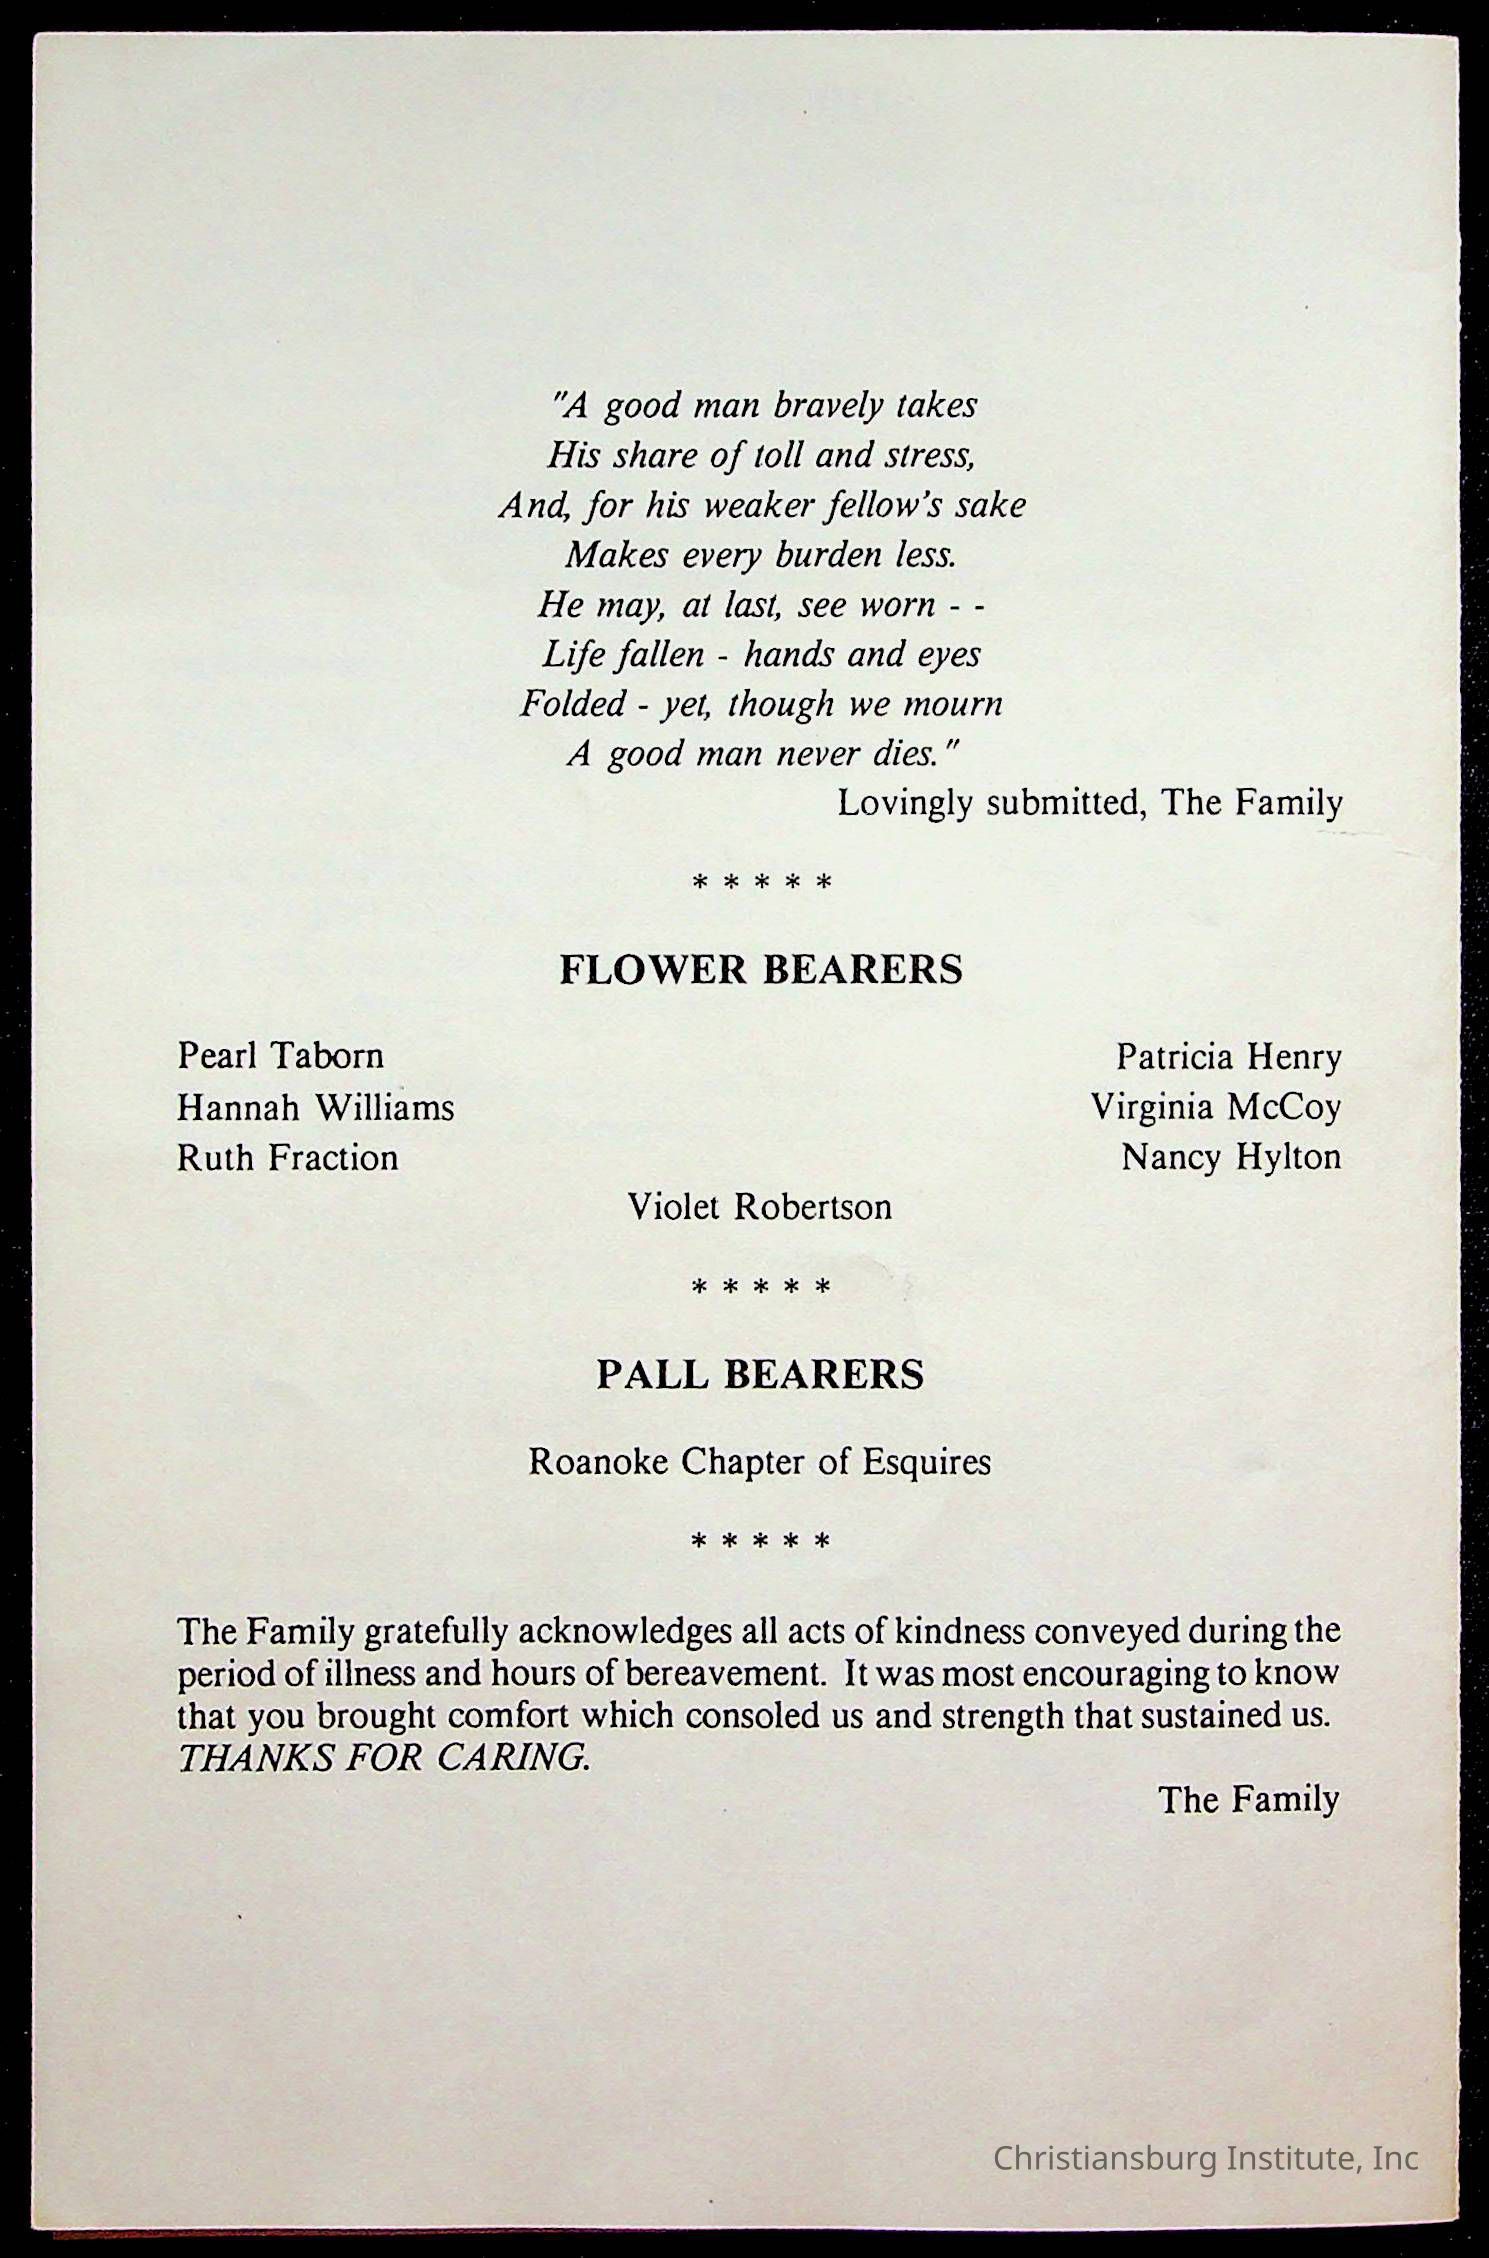 "A good man bravely takes
His share of toll and stress,
And, for his weaker fellow's sake
Makes every burden less.
He may, at last, see worn - -
Life fallen - hands and eyes
Folded - yet, though we mourn
A good man never dies."
Lovingly submitted, The Family
* * * * *
FLOWER BEARERS
Pearl Taborn Patricia Henry
Hannah Williams Virginia McCoy
Ruth Fraction Nancy Hylton
Violet Robertson
* * * * *
PALL BEARERS
Roanoke Chapter of Esquires
* * * * *
The Family gratefully acknowledges all acts of kindness conveyed during the
period of illness and hours of bereavement. It was most encouraging to know
that you brought comfort which consoled us and strength that sustained us.
THANKS FOR CARING.
The Family
Christiansburg Institute, Inc